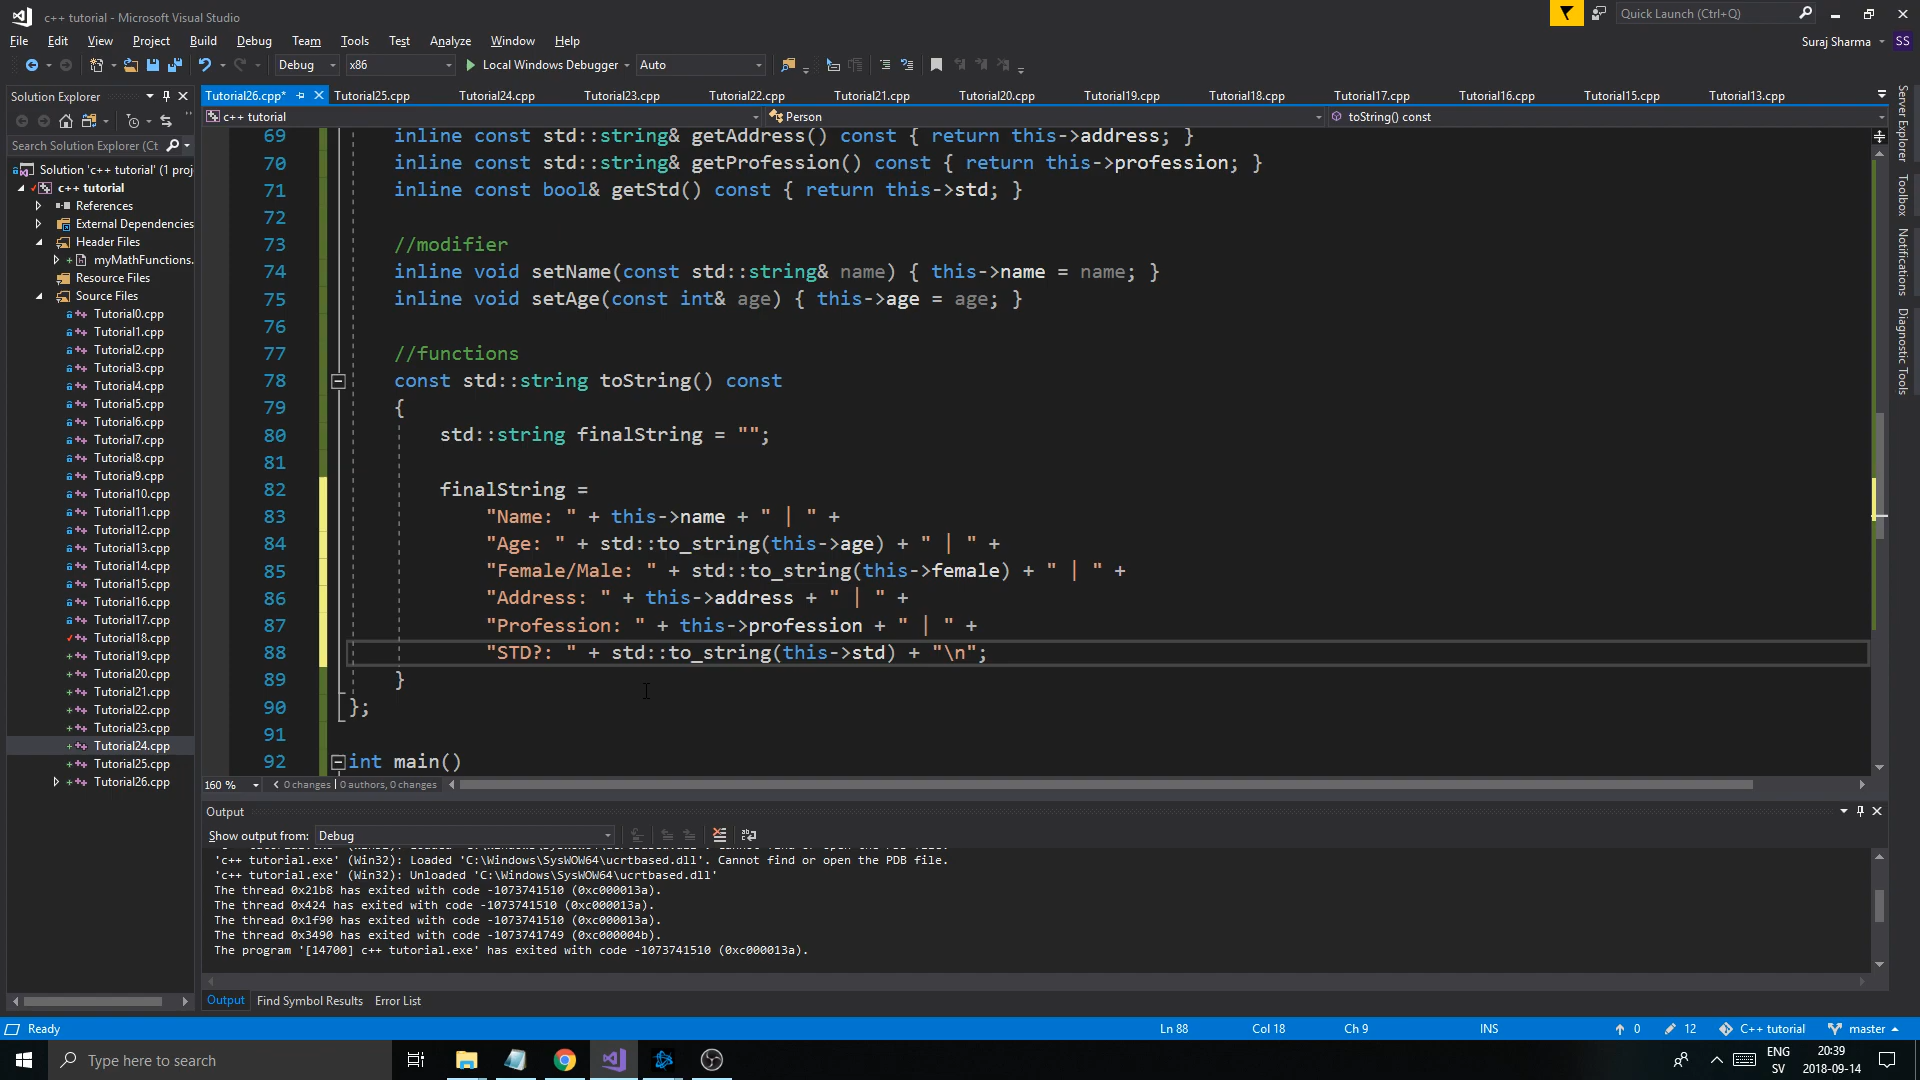 c++ tutorial - Microsoft Visual Studio
Quick Launch (Ctrl+Q)
File Edit View Project Build Debug Team Tools Test Analyze Window Help
Suraj Sharma SS
Debug x86 Local Windows Debugger Auto
Solution Explorer
Tutorial26.cpp* Tutorial25.cpp Tutorial24.cpp Tutorial23.cpp Tutorial22.cpp Tutorial21.cpp Tutorial20.cpp Tutorial19.cpp Tutorial18.cpp Tutorial17.cpp Tutorial16.cpp Tutorial15.cpp Tutorial13.cpp
c++ tutorial Person toString() const
Search Solution Explorer (Ct
Solution 'c++ tutorial' (1 proj
c++ tutorial
References
External Dependencies
Header Files
myMathFunctions.
Resource Files
Source Files
Tutorial0.cpp
Tutorial1.cpp
Tutorial2.cpp
Tutorial3.cpp
Tutorial4.cpp
Tutorial5.cpp
Tutorial6.cpp
Tutorial7.cpp
Tutorial8.cpp
Tutorial9.cpp
Tutorial10.cpp
Tutorial11.cpp
Tutorial12.cpp
Tutorial13.cpp
Tutorial14.cpp
Tutorial15.cpp
Tutorial16.cpp
Tutorial17.cpp
Tutorial18.cpp
Tutorial19.cpp
Tutorial20.cpp
Tutorial21.cpp
Tutorial22.cpp
Tutorial23.cpp
Tutorial24.cpp
Tutorial25.cpp
Tutorial26.cpp
69 inline const std::string& getAddress() const { return this->address; }
70 inline const std::string& getProfession() const { return this->profession; }
71 inline const bool& getStd() const { return this->std; }
72
73 //modifier
74 inline void setName(const std::string& name) { this->name = name; }
75 inline void setAge(const int& age) { this->age = age; }
76
77 //functions
78 const std::string toString() const
79 {
80 std::string finalString = "";
81
82 finalString =
83 "Name: " + this->name + " | " +
84 "Age: " + std::to_string(this->age) + " | " +
85 "Female/Male: " + std::to_string(this->female) + " | " +
86 "Address: " + this->address + " | " +
87 "Profession: " + this->profession + " | " +
88 "STD?: " + std::to_string(this->std) + "\n";
89 }
90 };
91
92 int main()
160 % 0 changes | 0 authors, 0 changes
Server Explorer
Toolbox
Notifications
Diagnostic Tools
Output
Show output from: Debug
'c++ tutorial.exe' (Win32): Loaded 'C:\Windows\SysWOW64\ucrtbased.dll'. Cannot find or open the PDB file.
'c++ tutorial.exe' (Win32): Unloaded 'C:\Windows\SysWOW64\ucrtbased.dll'
The thread 0x21b8 has exited with code -1073741510 (0xc000013a).
The thread 0x424 has exited with code -1073741510 (0xc000013a).
The thread 0x1f90 has exited with code -1073741510 (0xc000013a).
The thread 0x3490 has exited with code -1073741749 (0xc000004b).
The program '[14700] c++ tutorial.exe' has exited with code -1073741510 (0xc000013a).
Output Find Symbol Results Error List
Ready Ln 88 Col 18 Ch 9 INS 0 12 C++ tutorial master
Type here to search
ENG
SV
20:39
2018-09-14